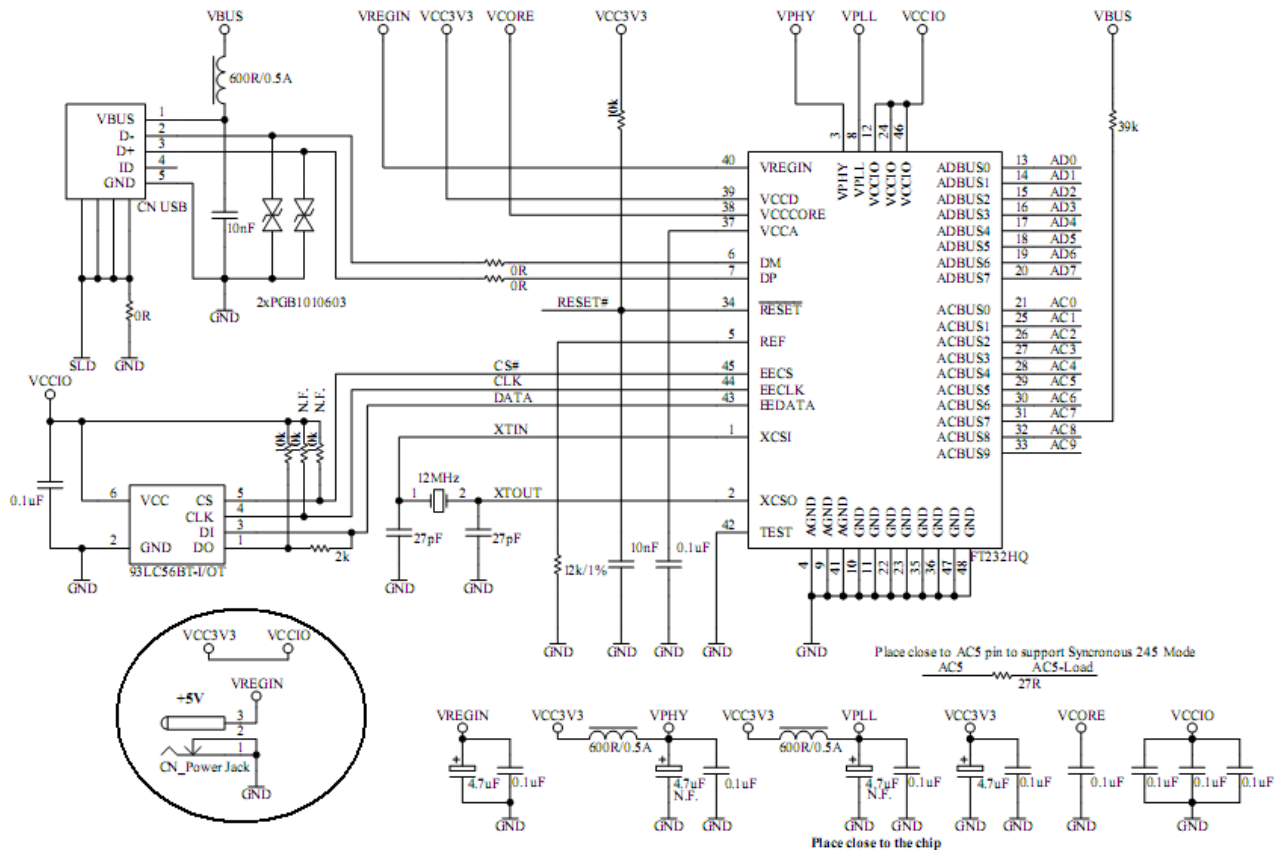 VBUS
VREGIN VCC3V3 VCORE
VCC3V3
VPHY VPLL VCCIO
VBUS
600R/0.5A
10k
39k
VBUS 1
D- 2
D+ 3
ID 4
GND 5
CN USB
10nF
2xPGB1010603
0R
SLD
GND
GND
3 8 12 24 46
VPHY VPLL VCCIO VCCIO VCCIO
40 VREGIN
39 VCCD
38 VCCCORE
37 VCCA
6 DM
7 DP
34 RESET
5 REF
45 EECS
44 EECLK
43 EEDATA
1 XCSI
2 XCSO
42 TEST
0R
0R
RESET#
CS#
CLK
DATA
XTIN
XTOUT
ADBUS0 13 AD0
ADBUS1 14 AD1
ADBUS2 15 AD2
ADBUS3 16 AD3
ADBUS4 17 AD4
ADBUS5 18 AD5
ADBUS6 19 AD6
ADBUS7 20 AD7
ACBUS0 21 AC0
ACBUS1 25 AC1
ACBUS2 26 AC2
ACBUS3 27 AC3
ACBUS4 28 AC4
ACBUS5 29 AC5
ACBUS6 30 AC6
ACBUS7 31 AC7
ACBUS8 32 AC8
ACBUS9 33 AC9
AGND AGND AGND GND GND GND GND GND GND GND GND
FT232HQ
4 9 41 10 11 22 23 35 36 47 48
GND
VCCIO
N.F. N.F.
10k 10k 10k
0.1uF
6 VCC CS 5
CLK 4
DI 3
2 GND DO 1
2k
93LC56BT-I/OT
GND
GND
12MHz
1 2
27pF 27pF
GND GND
12k/1%
10nF
0.1uF
GND GND GND GND
VCC3V3 VCCIO
VREGIN
+5V
3
2
1
CN_Power Jack
GND
Place close to AC5 pin to support Syncronous 245 Mode
AC5 AC5-Load
27R
VREGIN
4.7uF 0.1uF
GND
VCC3V3 VPHY
600R/0.5A
4.7uF 0.1uF
N.F.
GND GND
VCC3V3 VPLL
600R/0.5A
4.7uF 0.1uF
N.F.
GND GND
VCC3V3
4.7uF 0.1uF
GND GND
VCORE
0.1uF
GND
VCCIO
0.1uF 0.1uF 0.1uF
GND
Place close to the chip